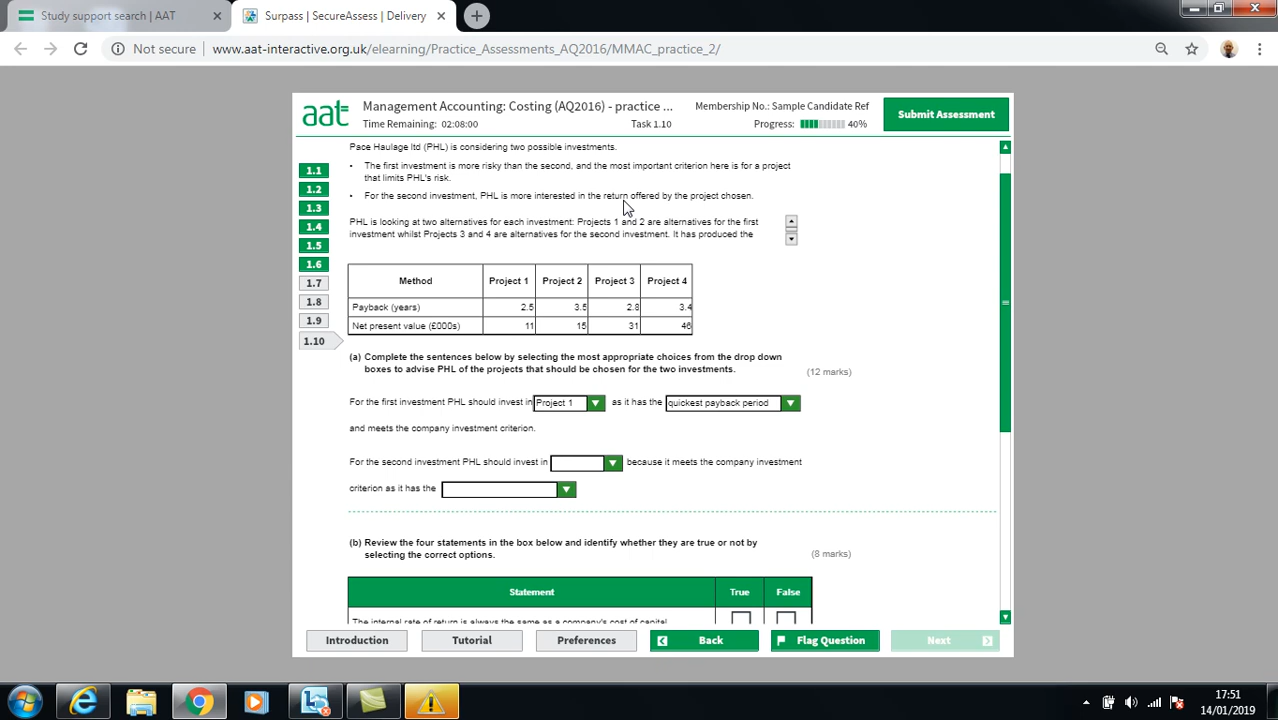 Study support search | AAT
Surpass | SecureAssess | Delivery
Not secure
www.aat-interactive.org.uk/elearning/Practice_Assessments_AQ2016/MMAC_practice_2/
aat
Management Accounting: Costing (AQ2016) - practice ...
Membership No.: Sample Candidate Ref
Submit Assessment
Time Remaining: 02:08:00
Task 1.10
Progress:
40%
1.1
1.2
1.3
1.4
1.5
1.6
1.7
1.8
1.9
1.10
Pace Haulage ltd (PHL) is considering two possible investments.
• The first investment is more risky than the second, and the most important criterion here is for a project
that limits PHL's risk.
• For the second investment, PHL is more interested in the return offered by the project chosen.
PHL is looking at two alternatives for each investment: Projects 1 and 2 are alternatives for the first
investment whilst Projects 3 and 4 are alternatives for the second investment. It has produced the
Method Project 1 Project 2 Project 3 Project 4
Payback (years) 2.5 3.5 2.8 3.4
Net present value (£000s) 11 15 31 46
(a) Complete the sentences below by selecting the most appropriate choices from the drop down
boxes to advise PHL of the projects that should be chosen for the two investments.
(12 marks)
For the first investment PHL should invest in Project 1 as it has the quickest payback period
and meets the company investment criterion.
For the second investment PHL should invest in because it meets the company investment
criterion as it has the
(b) Review the four statements in the box below and identify whether they are true or not by
selecting the correct options.
(8 marks)
Statement True False
The internal rate of return is always the same as a company's cost of capital.
Introduction
Tutorial
Preferences
Back
Flag Question
Next
17:51
14/01/2019